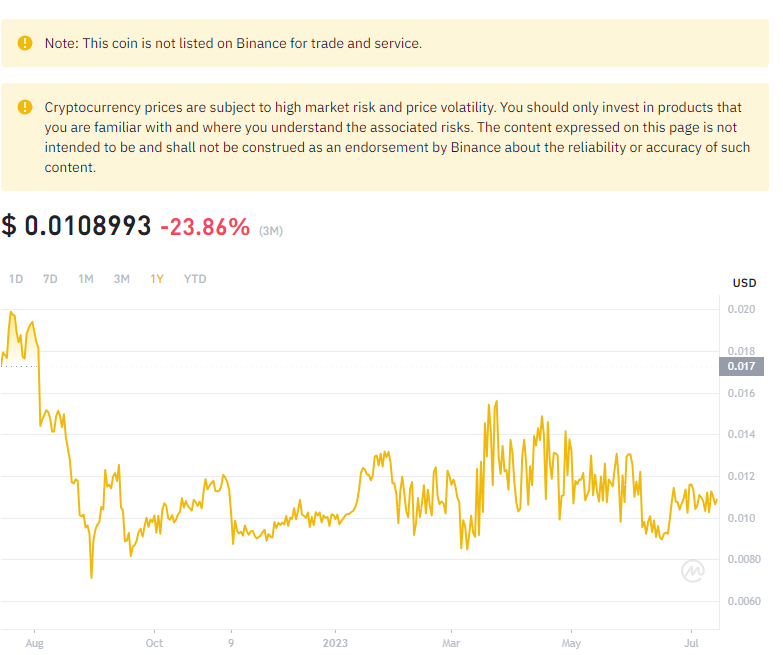 Note: This coin is not listed on Binance for trade and service.
Cryptocurrency prices are subject to high market risk and price volatility. You should only invest in products that
you are familiar with and where you understand the associated risks. The content expressed on this page is not
intended to be and shall not be construed as an endorsement by Binance about the reliability or accuracy of such
content.
$ 0.0108993 -23.86% (3M)
1D 7D 1M 3M 1Y YTD
USD
0.020
0.018
0.017
0.016
0.014
0.012
0.010
0.0080
0.0060
Aug Oct 9 2023 Mar May Jul